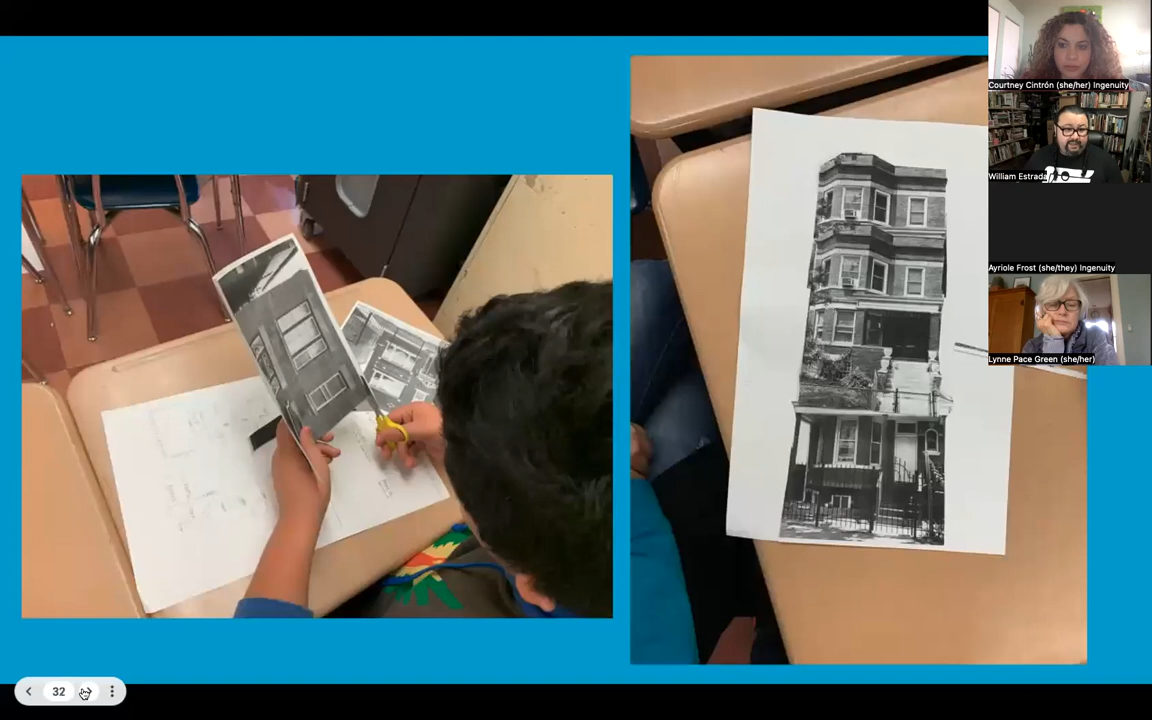 Courtney Cintrón (she/her) Ingenuity
William Estrada
Ayriole Frost (she/they) Ingenuity
Lynne Pace Green (she/her)
32